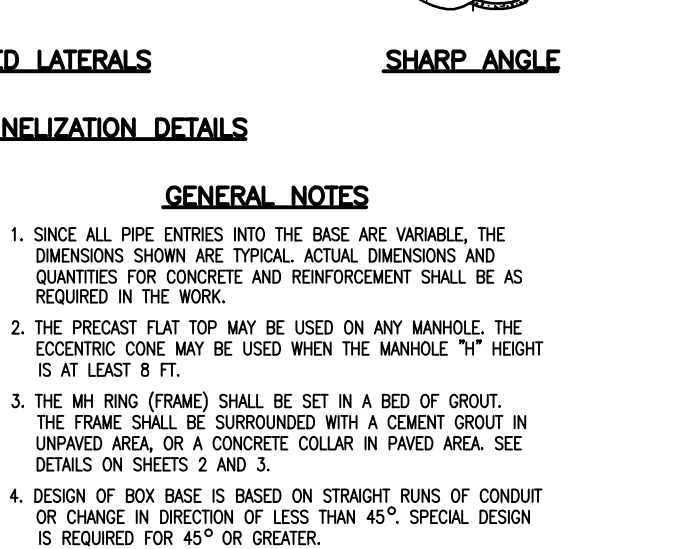 ED LATERALS
SHARP ANGLE
NELIZATION DETAILS
GENERAL NOTES
1. SINCE ALL PIPE ENTRIES INTO THE BASE ARE VARIABLE, THE
DIMENSIONS SHOWN ARE TYPICAL. ACTUAL DIMENSIONS AND
QUANTITIES FOR CONCRETE AND REINFORCEMENT SHALL BE AS
REQUIRED IN THE WORK.
2. THE PRECAST FLAT TOP MAY BE USED ON ANY MANHOLE. THE
ECCENTRIC CONE MAY BE USED WHEN THE MANHOLE "H" HEIGHT
IS AT LEAST 8 FT.
3. THE MH RING (FRAME) SHALL BE SET IN A BED OF GROUT.
THE FRAME SHALL BE SURROUNDED WITH A CEMENT GROUT IN
UNPAVED AREA, OR A CONCRETE COLLAR IN PAVED AREA. SEE
DETAILS ON SHEETS 2 AND 3.
4. DESIGN OF BOX BASE IS BASED ON STRAIGHT RUNS OF CONDUIT
OR CHANGE IN DIRECTION OF LESS THAN 45°. SPECIAL DESIGN
IS REQUIRED FOR 45° OR GREATER.